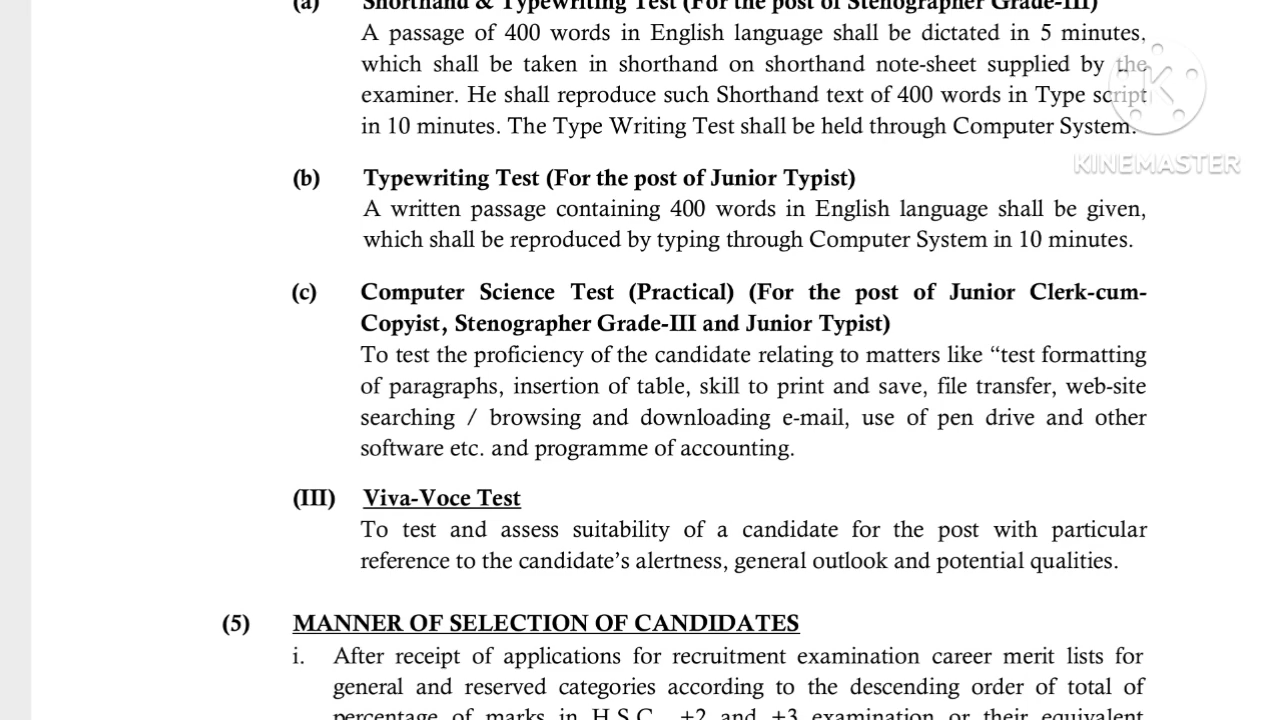 (a) Shorthand & Typewriting Test (For the post of Stenographer Grade-III)
A passage of 400 words in English language shall be dictated in 5 minutes,
which shall be taken in shorthand on shorthand note-sheet supplied by the
examiner. He shall reproduce such Shorthand text of 400 words in Type script
in 10 minutes. The Type Writing Test shall be held through Computer System.
KINEMASTER
(b) Typewriting Test (For the post of Junior Typist)
A written passage containing 400 words in English language shall be given,
which shall be reproduced by typing through Computer System in 10 minutes.
(c) Computer Science Test (Practical) (For the post of Junior Clerk-cum-
Copyist, Stenographer Grade-III and Junior Typist)
To test the proficiency of the candidate relating to matters like “test formatting
of paragraphs, insertion of table, skill to print and save, file transfer, web-site
searching / browsing and downloading e-mail, use of pen drive and other
software etc. and programme of accounting.
(III) Viva-Voce Test
To test and assess suitability of a candidate for the post with particular
reference to the candidate’s alertness, general outlook and potential qualities.
(5) MANNER OF SELECTION OF CANDIDATES
i. After receipt of applications for recruitment examination career merit lists for
general and reserved categories according to the descending order of total of
percentage of marks in H.S.C., +2 and +3 examination or their equivalent